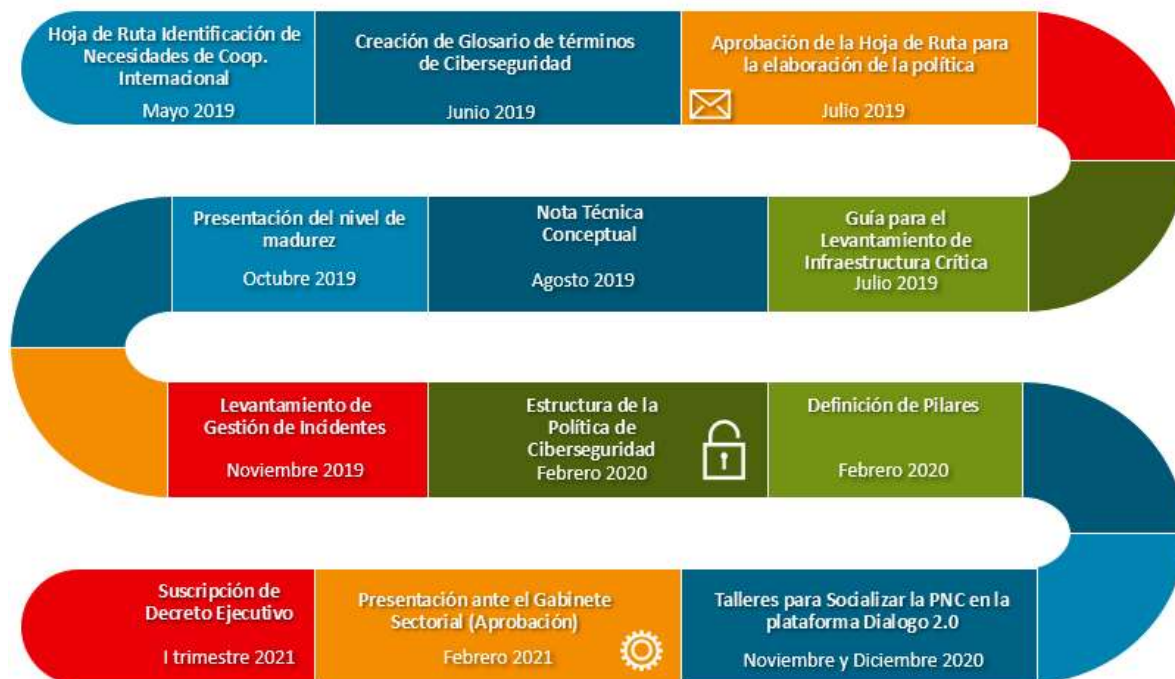 Hoja de Ruta Identificación de
Necesidades de Coop.
Internacional
Mayo 2019
Creación de Glosario de términos
de Ciberseguridad
Junio 2019
Aprobación de la Hoja de Ruta para
la elaboración de la política
Julio 2019
Guía para el
Levantamiento de
Infraestructura Crítica
Julio 2019
Nota Técnica
Conceptual
Agosto 2019
Presentación del nivel de
madurez
Octubre 2019
Levantamiento de
Gestión de Incidentes
Noviembre 2019
Estructura de la
Política de
Ciberseguridad
Febrero 2020
Definición de Pilares
Febrero 2020
Talleres para Socializar la PNC en la
plataforma Dialogo 2.0
Noviembre y Diciembre 2020
Presentación ante el Gabinete
Sectorial (Aprobación)
Febrero 2021
Suscripción de
Decreto Ejecutivo
I trimestre 2021